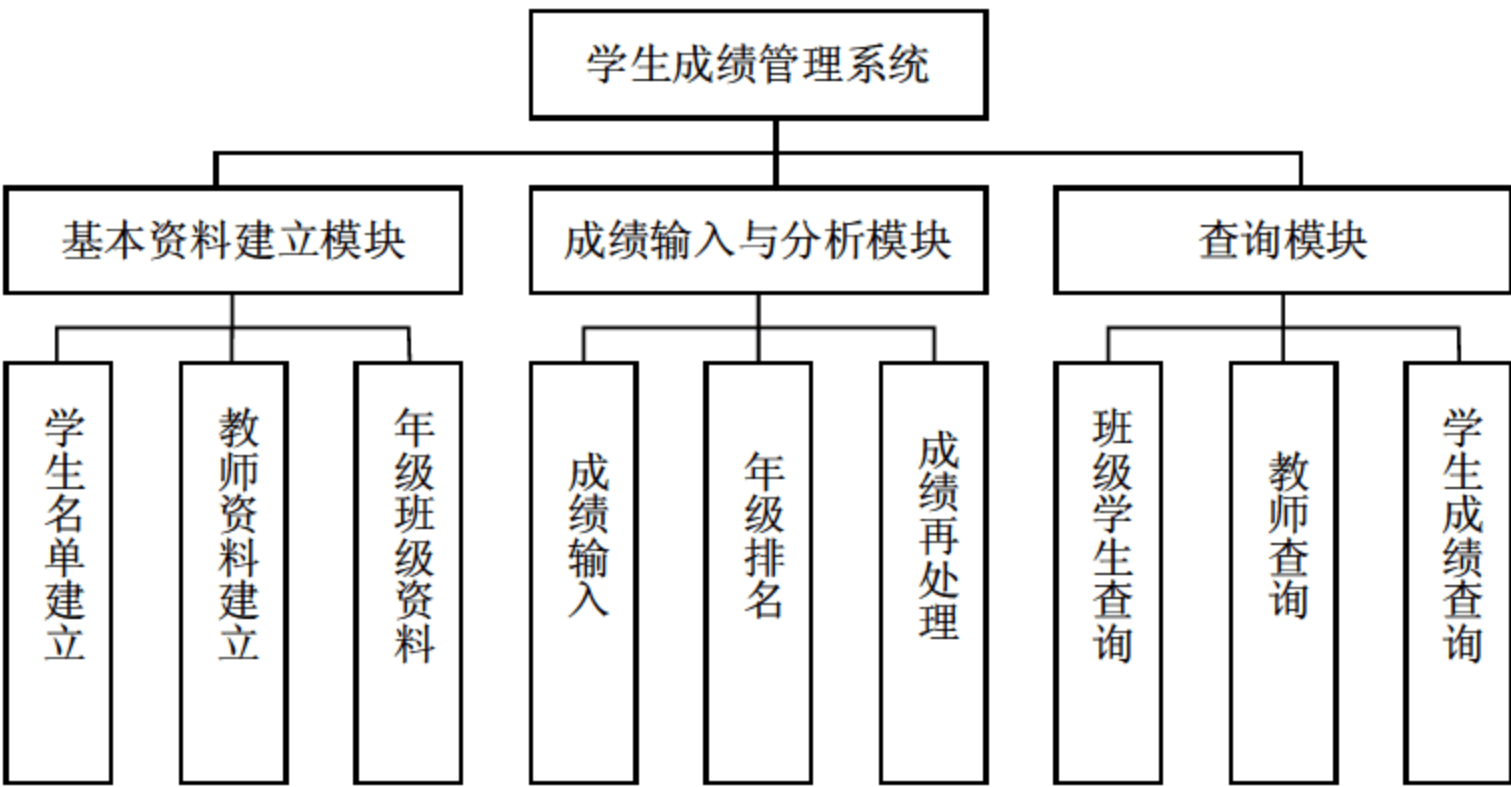 学生成绩管理系统
基本资料建立模块
成绩输入与分析模块
查询模块
学生名单建立
教师资料建立
年级班级资料
成绩输入
年级排名
成绩再处理
班级学生查询
教师查询
学生成绩查询